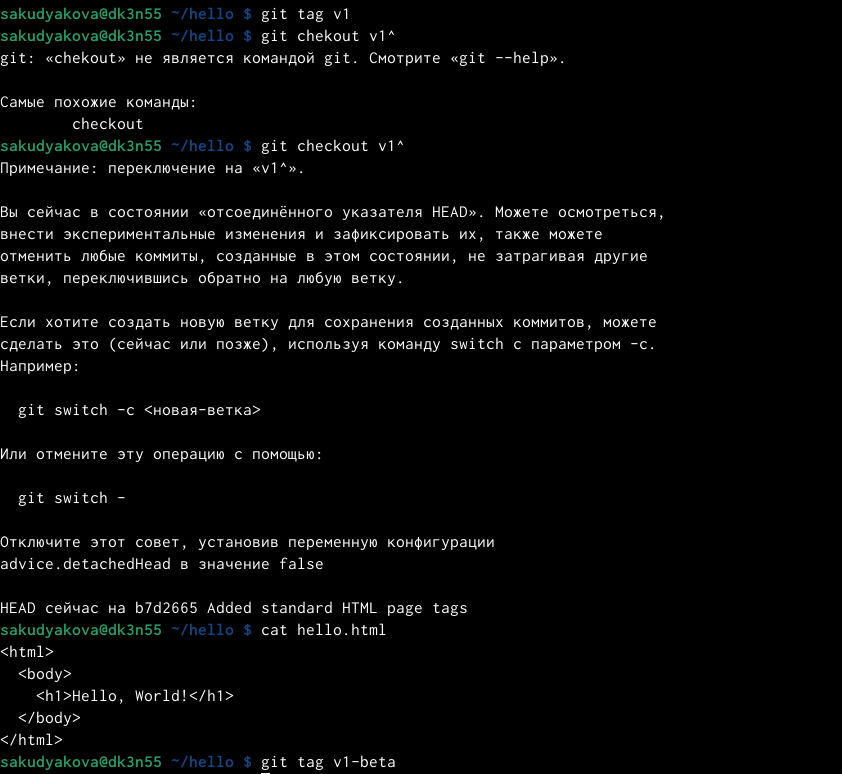 sakudyakova@dk3n55 ~/hello $ git tag v1
sakudyakova@dk3n55 ~/hello $ git chekout v1^
git: «chekout» не является командой git. Смотрите «git --help».
Самые похожие команды:
        checkout
sakudyakova@dk3n55 ~/hello $ git checkout v1^
Примечание: переключение на «v1^».
Вы сейчас в состоянии «отсоединённого указателя HEAD». Можете осмотреться,
внести экспериментальные изменения и зафиксировать их, также можете
отменить любые коммиты, созданные в этом состоянии, не затрагивая другие
ветки, переключившись обратно на любую ветку.
Если хотите создать новую ветку для сохранения созданных коммитов, можете
сделать это (сейчас или позже), используя команду switch с параметром -c.
Например:
  git switch -c <новая-ветка>
Или отмените эту операцию с помощью:
  git switch -
Отключите этот совет, установив переменную конфигурации
advice.detachedHead в значение false
HEAD сейчас на b7d2665 Added standard HTML page tags
sakudyakova@dk3n55 ~/hello $ cat hello.html
<html>
  <body>
    <h1>Hello, World!</h1>
  </body>
</html>
sakudyakova@dk3n55 ~/hello $ git tag v1-beta